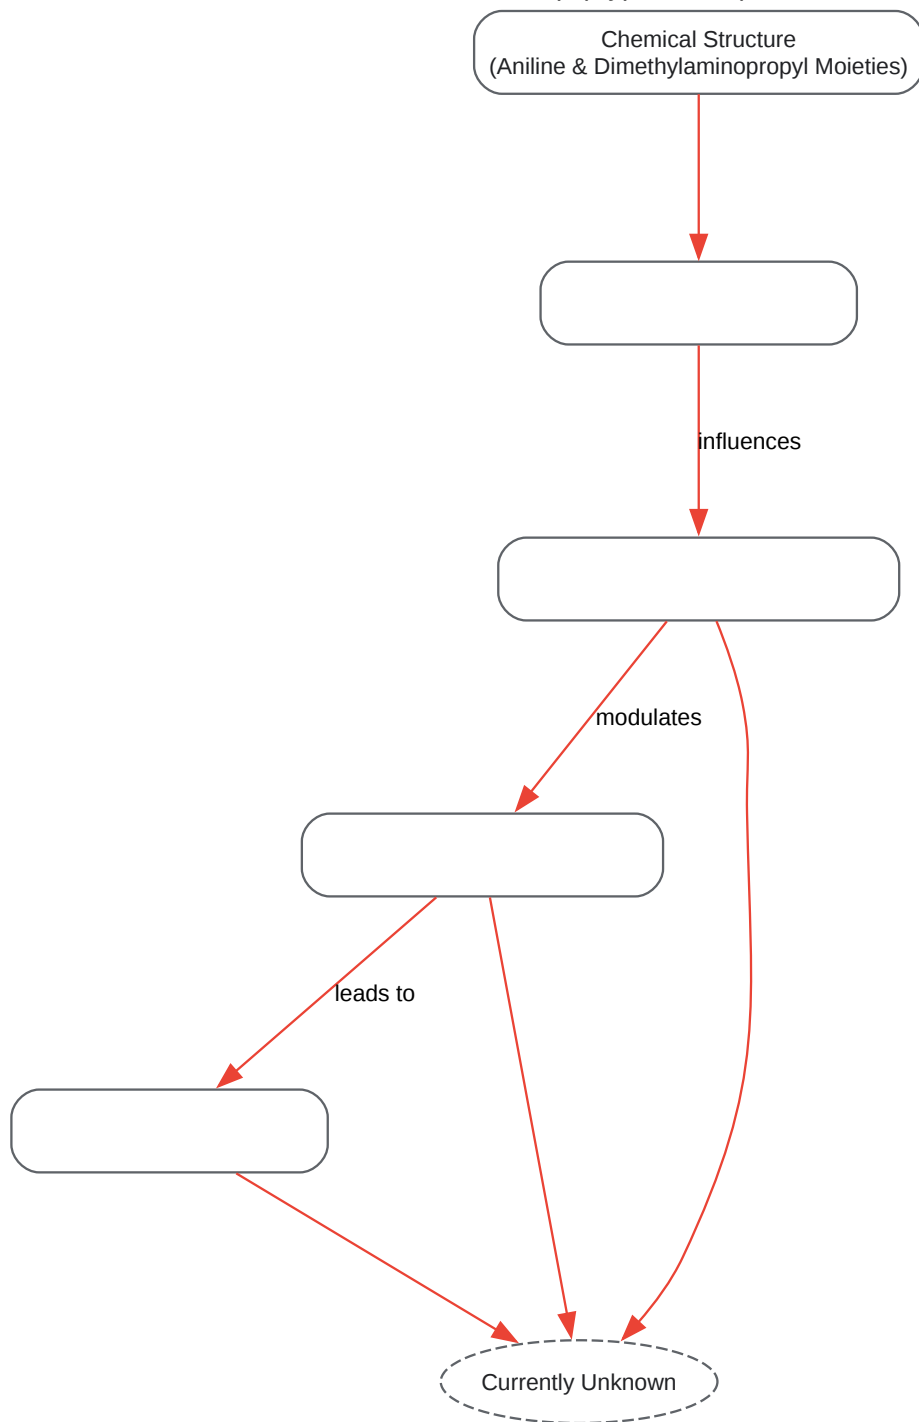 Chemical Structure
(Aniline & Dimethylaminopropyl Moieties)
influences
modulates
leads to
Currently Unknown